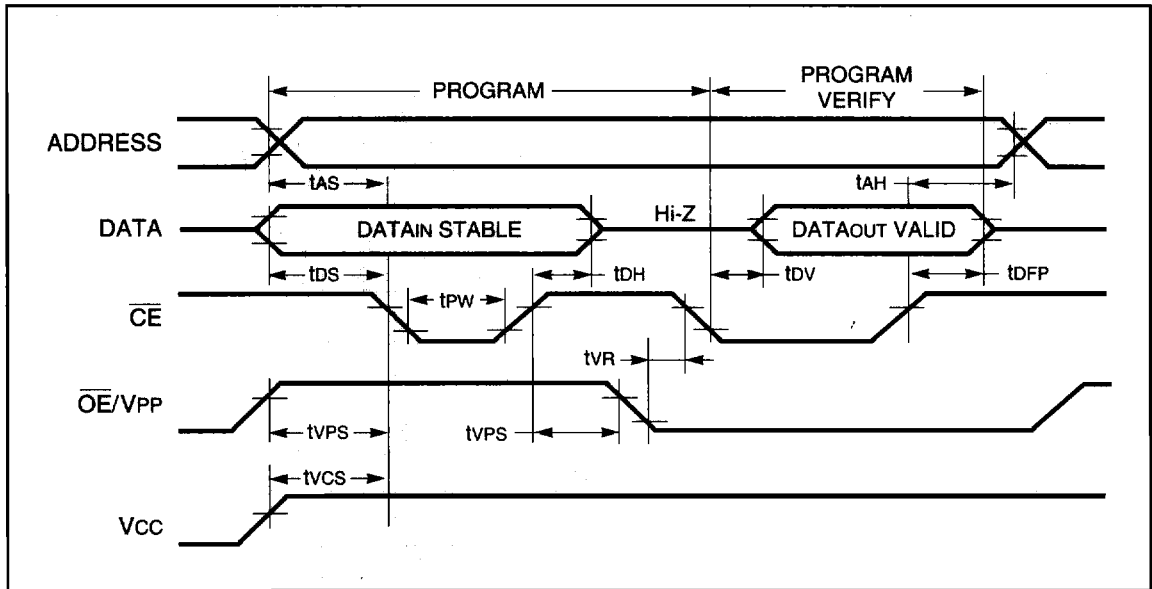 PROGRAM
PROGRAM
VERIFY
ADDRESS
tAS
tAH
DATA
DATAIN STABLE
Hi-Z
DATAOUT VALID
tDS
tDH
tDV
tDFP
CE
tPW
tVR
OE/VPP
tVPS
tVPS
tVCS
VCC